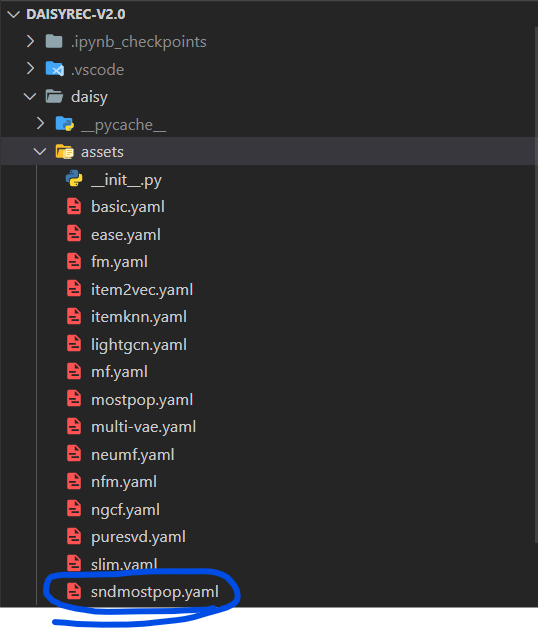 DAISYREC-V2.0
.ipynb_checkpoints
.vscode
daisy
__pycache__
assets
__init__.py
basic.yaml
ease.yaml
fm.yaml
item2vec.yaml
itemknn.yaml
lightgcn.yaml
mf.yaml
mostpop.yaml
multi-vae.yaml
neumf.yaml
nfm.yaml
ngcf.yaml
puresvd.yaml
slim.yaml
sndmostpop.yaml